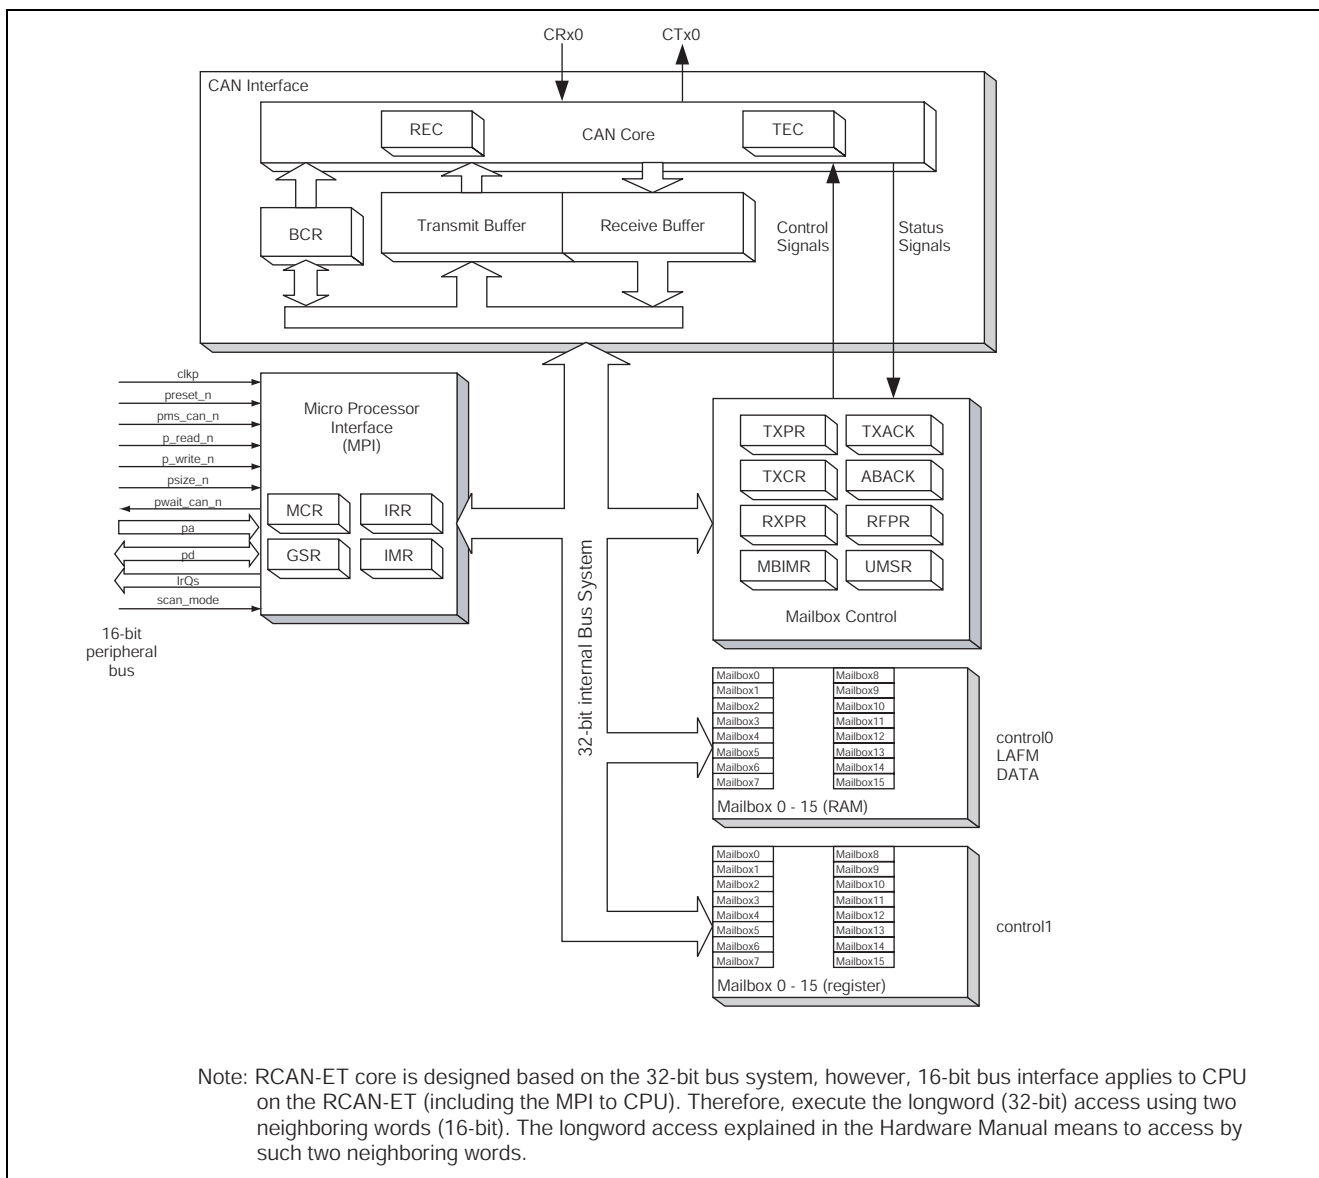 CRx0 CTx0
CAN Interface
REC CAN Core TEC
BCR
Transmit Buffer Receive Buffer
Control
Signals
Status
Signals
clkp
preset_n
pms_can_n
p_read_n
p_write_n
psize_n
pwait_can_n
pa
pd
IrQs
scan_mode
16-bit
peripheral
bus
Micro Processor
Interface
(MPI)
MCR IRR
GSR IMR
32-bit internal Bus System
TXPR TXACK
TXCR ABACK
RXPR RFPR
MBIMR UMSR
Mailbox Control
Mailbox0 Mailbox8
Mailbox1 Mailbox9
Mailbox2 Mailbox10
Mailbox3 Mailbox11
Mailbox4 Mailbox12
Mailbox5 Mailbox13
Mailbox6 Mailbox14
Mailbox7 Mailbox15
Mailbox 0 - 15 (RAM)
control0
LAFM
DATA
Mailbox0 Mailbox8
Mailbox1 Mailbox9
Mailbox2 Mailbox10
Mailbox3 Mailbox11
Mailbox4 Mailbox12
Mailbox5 Mailbox13
Mailbox6 Mailbox14
Mailbox7 Mailbox15
Mailbox 0 - 15 (register)
control1
Note: RCAN-ET core is designed based on the 32-bit bus system, however, 16-bit bus interface applies to CPU
on the RCAN-ET (including the MPI to CPU). Therefore, execute the longword (32-bit) access using two
neighboring words (16-bit). The longword access explained in the Hardware Manual means to access by
such two neighboring words.